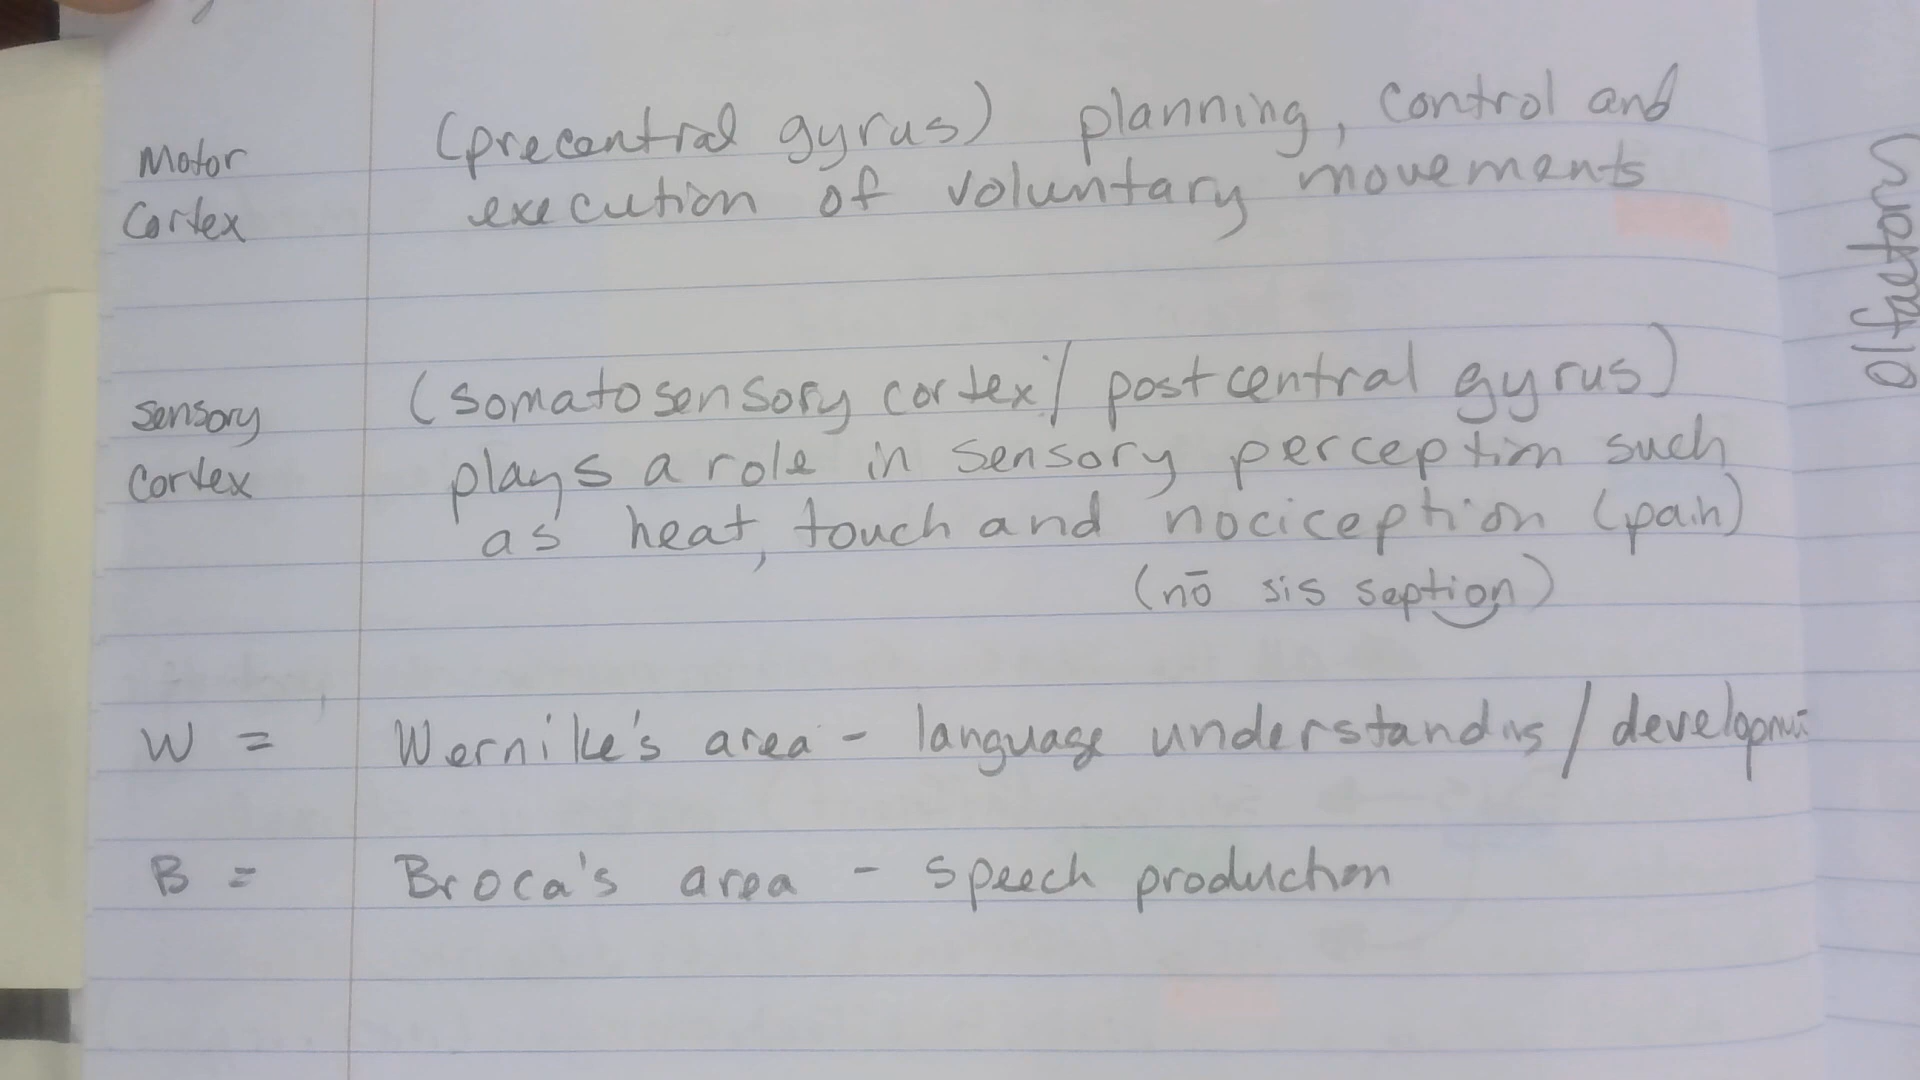 Motor
Cortex
(precentral gyrus) planning, control and
execution of voluntary movements
Sensory
Cortex
(somatosensory cortex/ postcentral gyrus)
plays a role in sensory perception such
as heat, touch and nociception (pain)
(nō sis seption)
W = Wernike's area - language understanding / development
B = Broca's area - speech production
olfactory